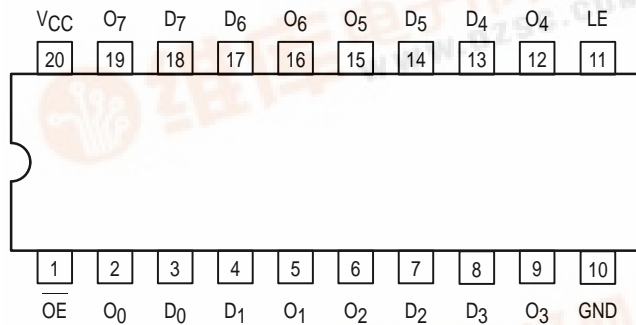 VCC O7 D7 D6 O6 O5 D5 D4 O4 LE
20 19 18 17 16 15 14 13 12 11
1 2 3 4 5 6 7 8 9 10
OE O0 D0 D1 O1 O2 D2 D3 O3 GND